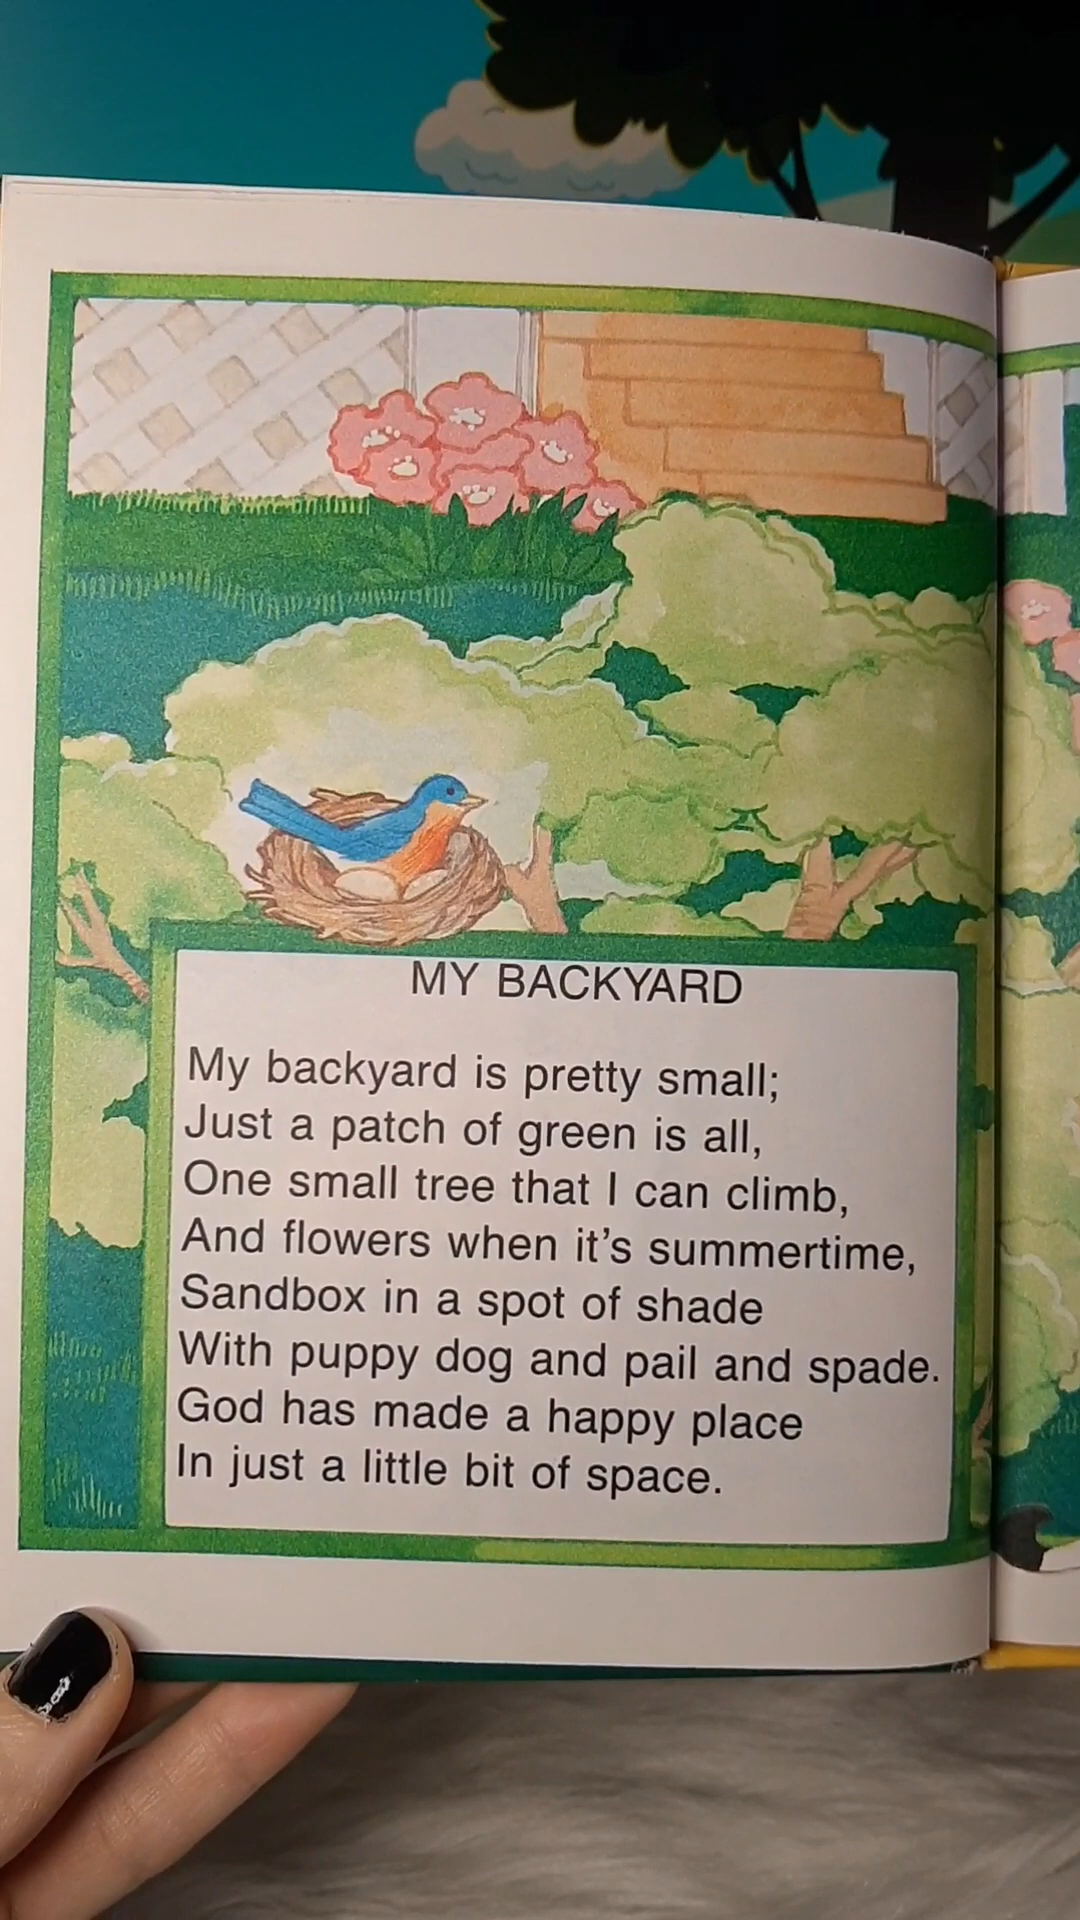 MY BACKYARD
My backyard is pretty small;
Just a patch of green is all,
One small tree that I can climb,
And flowers when it's summertime,
Sandbox in a spot of shade
With puppy dog and pail and spade.
God has made a happy place
In just a little bit of space.